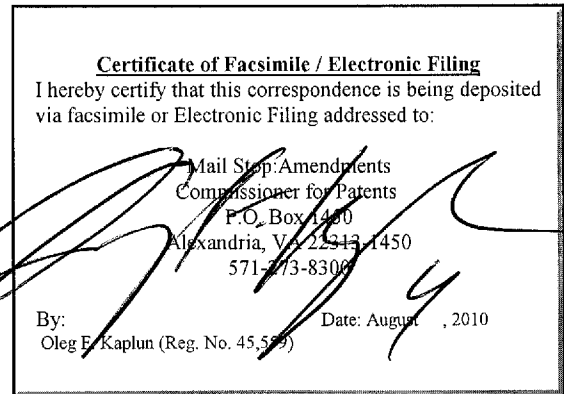 Certificate of Facsimile / Electronic Filing
I hereby certify that this correspondence is being deposited
via facsimile or Electronic Filing addressed to:
Mail Stop:Amendments
Commissioner for Patents
P.O. Box 1450
Alexandria, VA 22313-1450
571-273-8300
By: Date: August 4, 2010
Oleg F. Kaplun (Reg. No. 45,559)